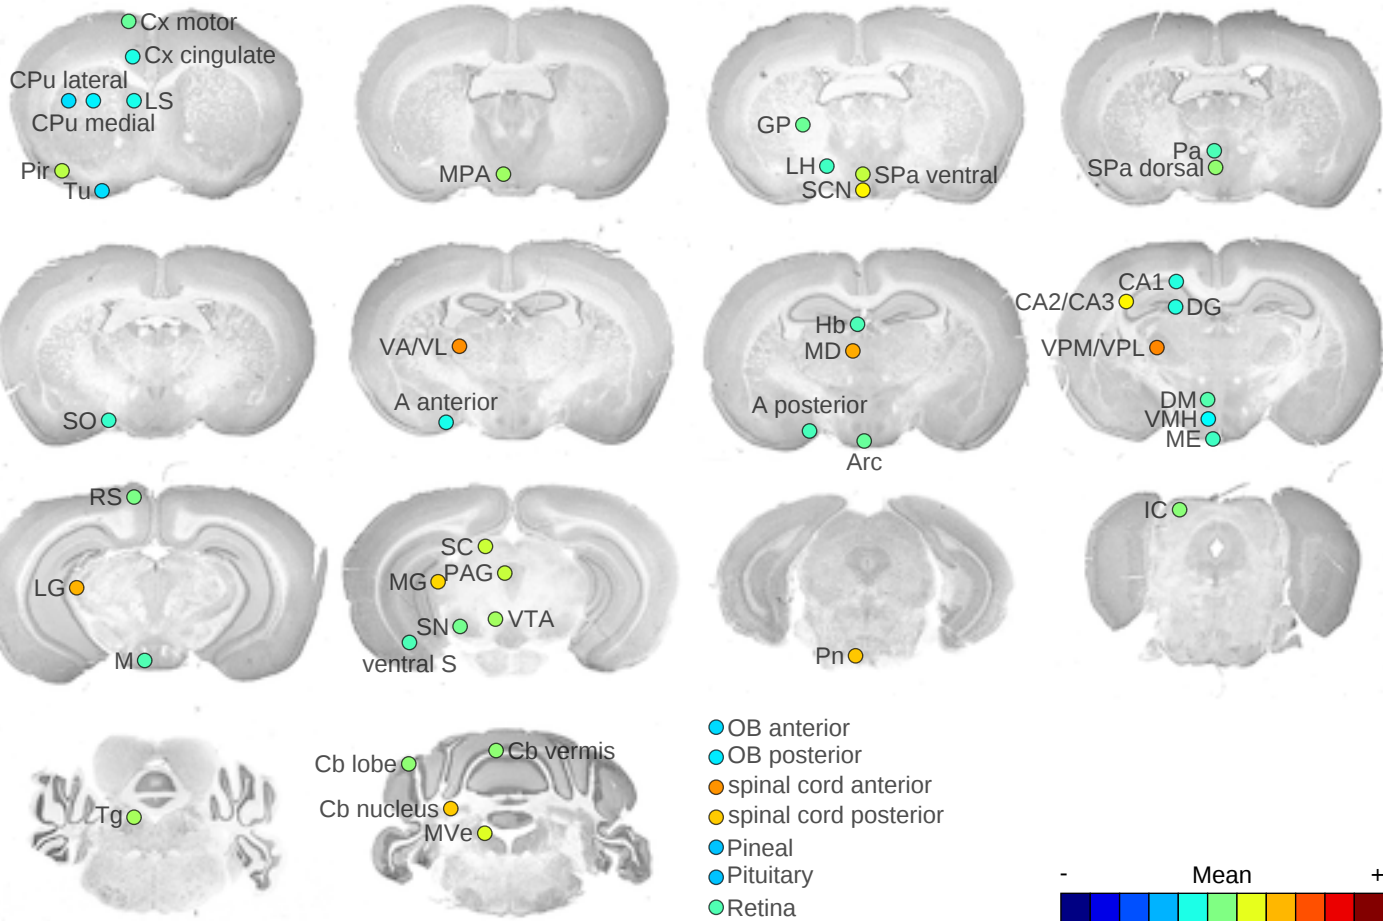 Cx motor
Cx cingulate
CPu lateral
LS
CPu medial
Pir
Tu
MPA
GP
LH
SPa ventral
SCN
Pa
SPa dorsal
SO
VA/VL
A anterior
Hb
MD
A posterior
Arc
CA1
CA2/CA3
DG
VPM/VPL
DM
VMH
ME
RS
LG
M
SC
MG
PAG
SN
VTA
ventral S
Pn
IC
Tg
Cb lobe
Cb vermis
Cb nucleus
MVe
OB anterior
OB posterior
spinal cord anterior
spinal cord posterior
Pineal
Pituitary
Retina
- Mean +